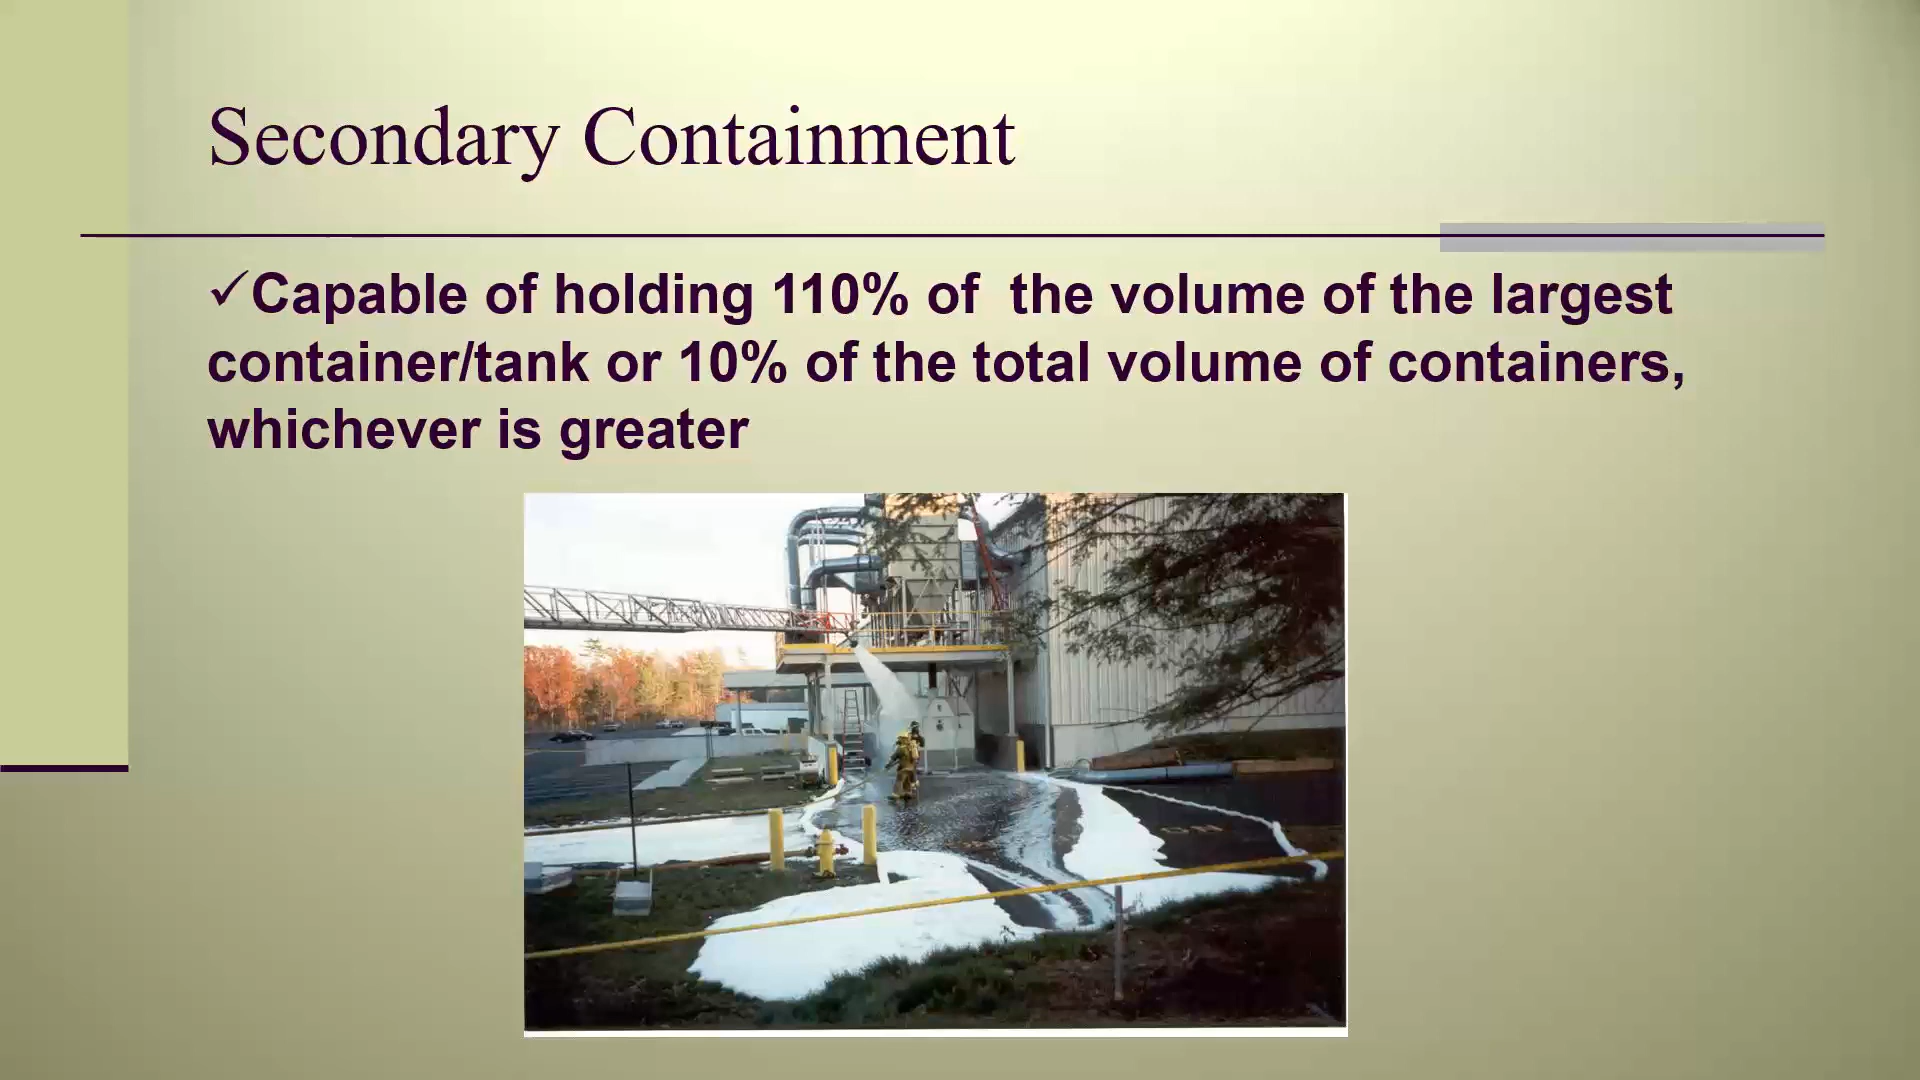 Secondary Containment
✓Capable of holding 110% of the volume of the largest
container/tank or 10% of the total volume of containers,
whichever is greater